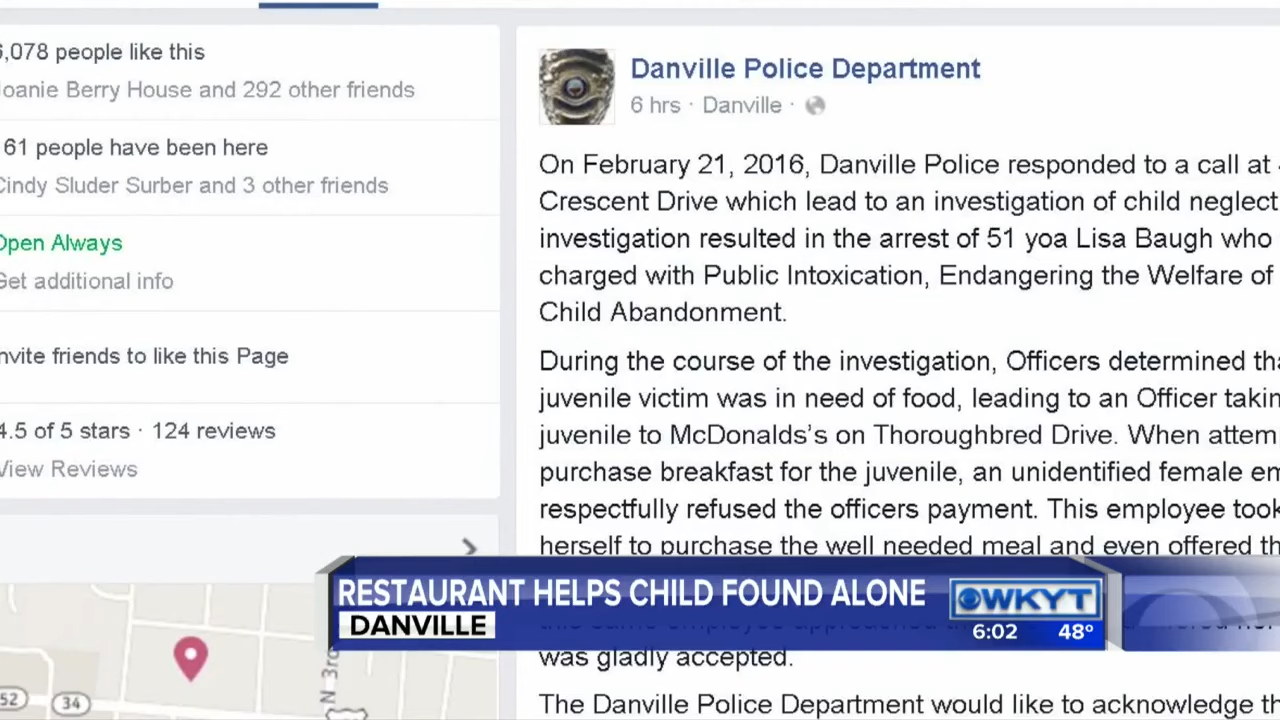 6,078 people like this
Joanie Berry House and 292 other friends
61 people have been here
Cindy Sluder Surber and 3 other friends
Open Always
Get additional info
nvite friends to like this Page
4.5 of 5 stars · 124 reviews
View Reviews
Danville Police Department
6 hrs · Danville ·
On February 21, 2016, Danville Police responded to a call at
Crescent Drive which lead to an investigation of child neglect
investigation resulted in the arrest of 51 yoa Lisa Baugh who
charged with Public Intoxication, Endangering the Welfare of
Child Abandonment.
During the course of the investigation, Officers determined tha
juvenile victim was in need of food, leading to an Officer takin
juvenile to McDonalds's on Thoroughbred Drive. When attem
purchase breakfast for the juvenile, an unidentified female em
respectfully refused the officers payment. This employee took
herself to purchase the well needed meal and even offered th
this same employee approached
was gladly accepted.
The Danville Police Department would like to acknowledge th
N 3rd
52
34
RESTAURANT HELPS CHILD FOUND ALONE
DANVILLE
WKYT
6:02 48°